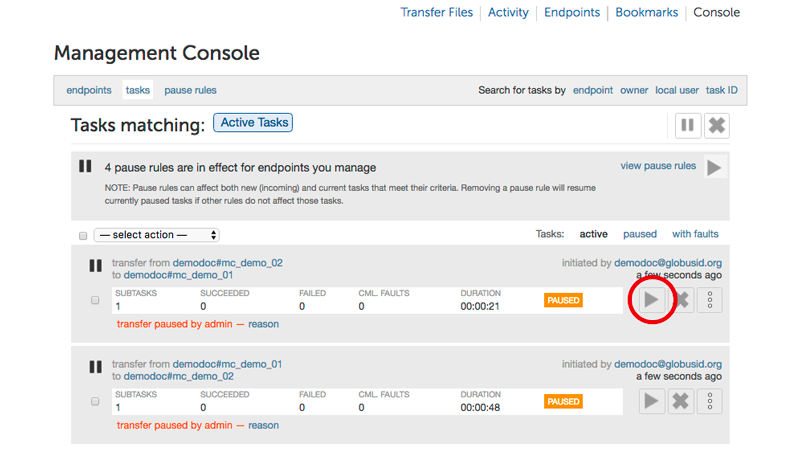 Transfer Files Activity Endpoints Bookmarks Console
Management Console
endpoints tasks pause rules Search for tasks by endpoint owner local user task ID
Tasks matching: Active Tasks
4 pause rules are in effect for endpoints you manage view pause rules
NOTE: Pause rules can affect both new (incoming) and current tasks that meet their criteria. Removing a pause rule will resume
currently paused tasks if other rules do not affect those tasks.
— select action — Tasks: active paused with faults
transfer from demodoc#mc_demo_02 initiated by demodoc@globusid.org
to demodoc#mc_demo_01 a few seconds ago
SUBTASKS SUCCEEDED FAILED CML. FAULTS DURATION
1 0 0 0 00:00:21 PAUSED
transfer paused by admin — reason
transfer from demodoc#mc_demo_01 initiated by demodoc@globusid.org
to demodoc#mc_demo_02 a few seconds ago
SUBTASKS SUCCEEDED FAILED CML. FAULTS DURATION
1 0 0 0 00:00:48 PAUSED
transfer paused by admin — reason